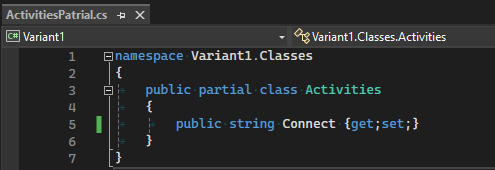 ActivitiesPatrial.cs
C# Variant1
Variant1.Classes.Activities
1 namespace Variant1.Classes
2 {
3 public partial class Activities
4 {
5 public string Connect {get;set;}
6 }
7 }